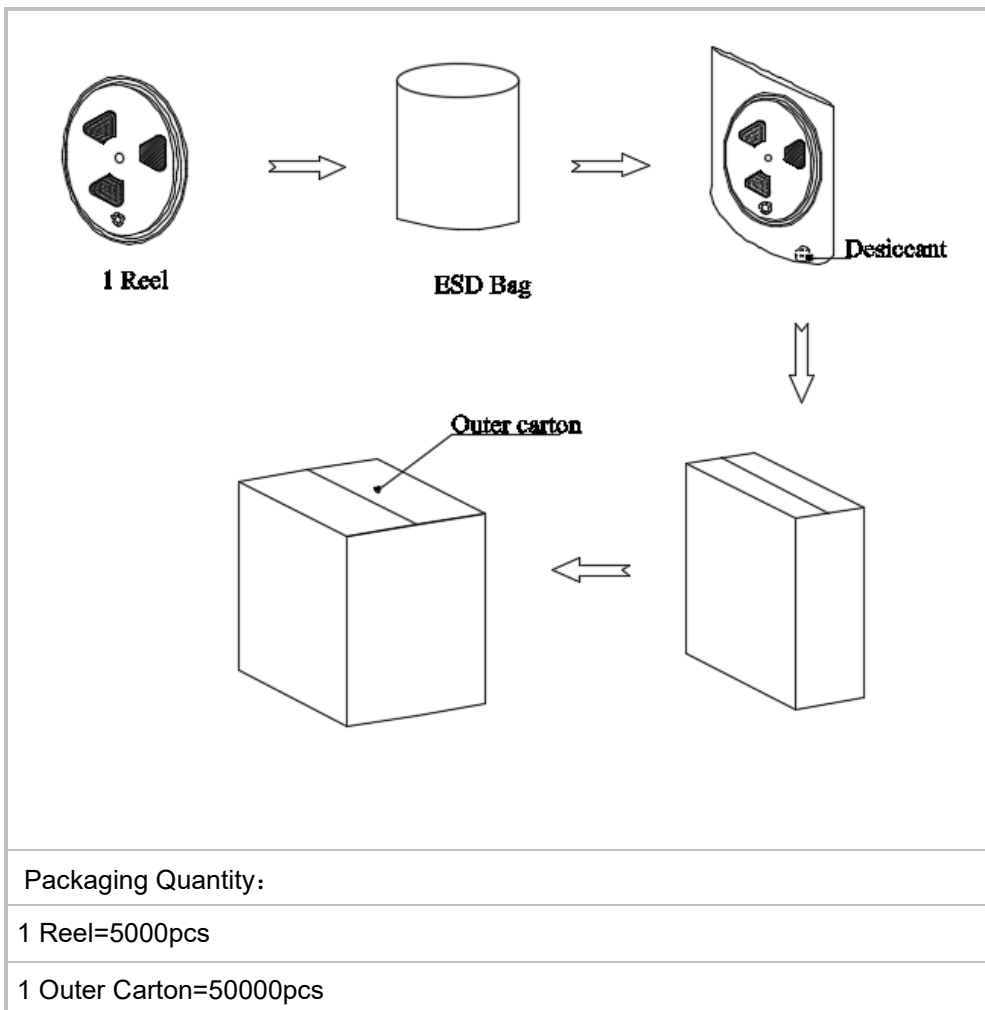 1 Reel
ESD Bag
Desiccant
Outer carton
Packaging Quantity：
1 Reel=5000pcs
1 Outer Carton=50000pcs